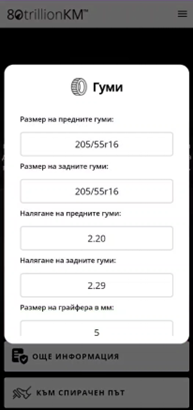 80trillionKM™
Гуми
Размер на предните гуми:
205/55r16
Размер на задните гуми:
205/55r16
Налягане на предните гуми:
2.20
Налягане на задните гуми:
2.29
Размер на грайфера в мм:
5
ОЩЕ ИНФОРМАЦИЯ
КЪМ СПИРАЧЕН ПЪТ